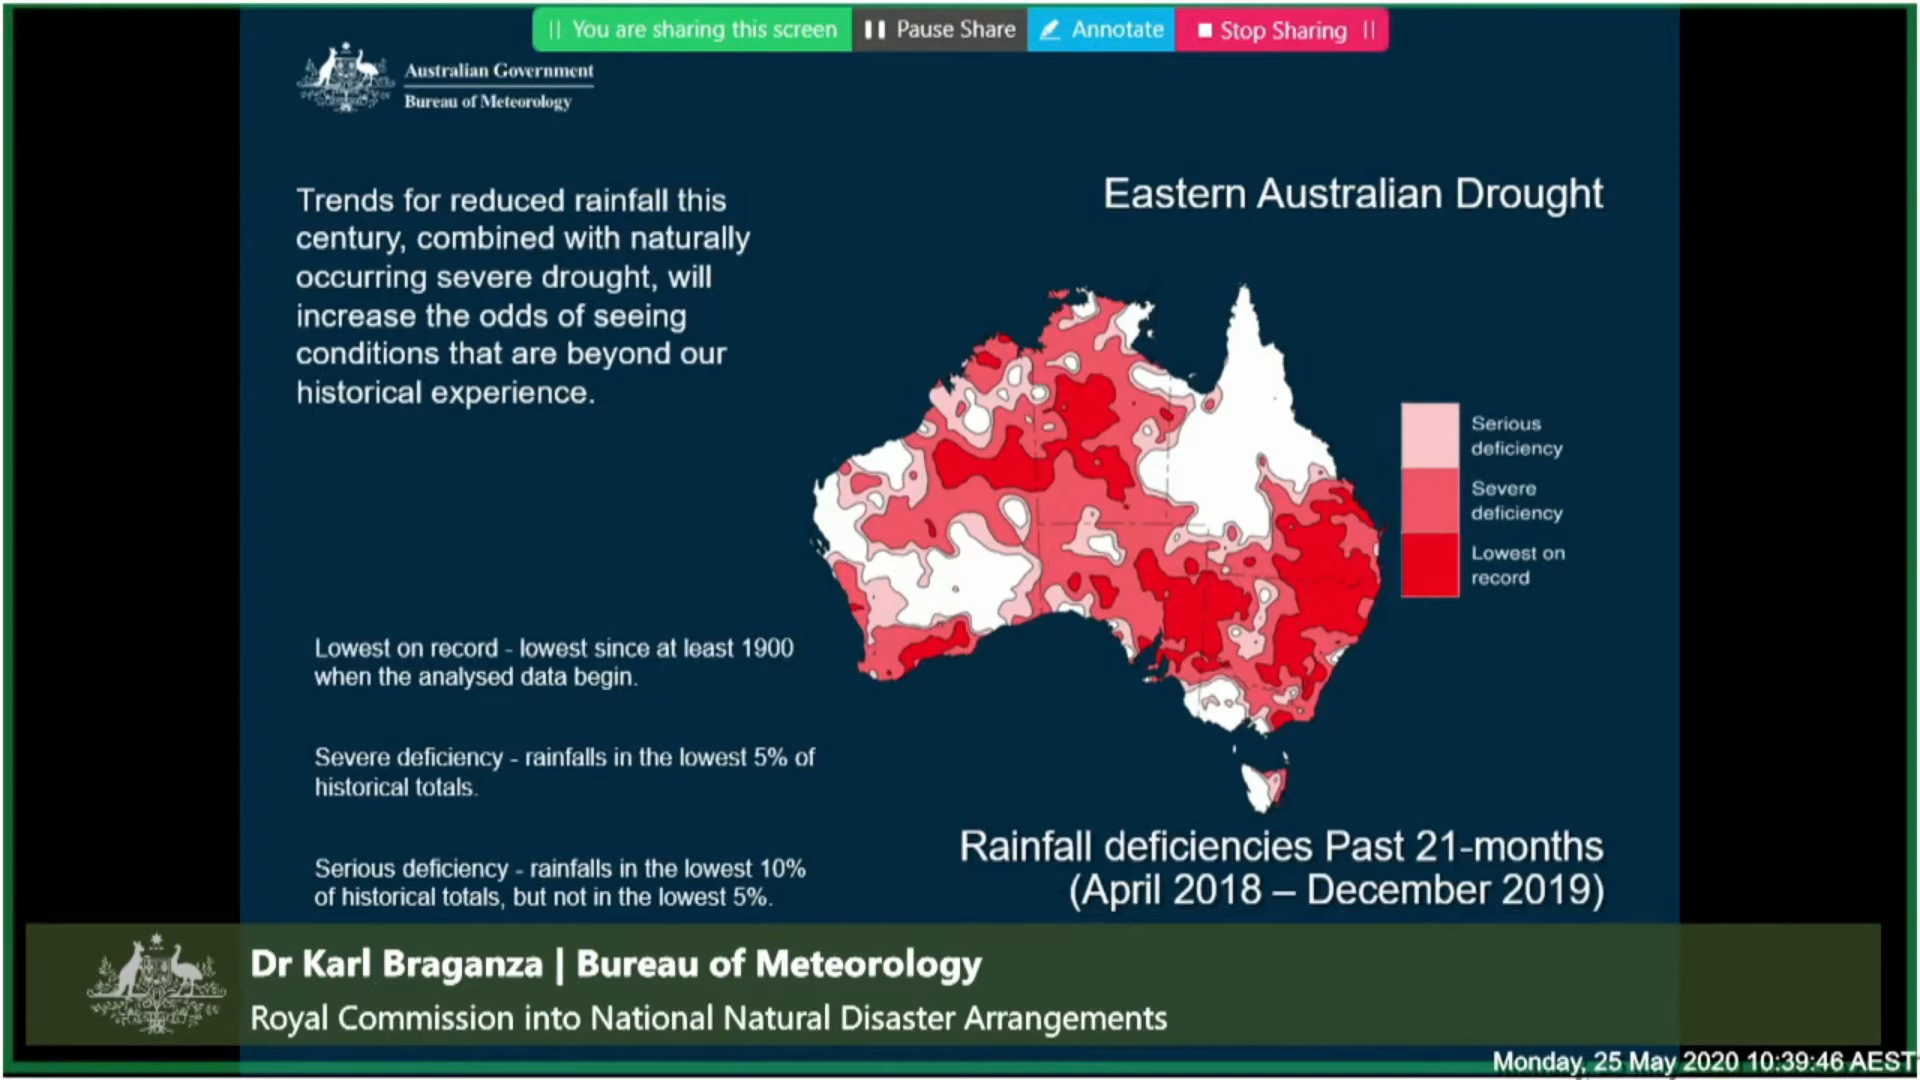 You are sharing this screen
Pause Share
Annotate
Stop Sharing
Australian Government
Bureau of Meteorology
Trends for reduced rainfall this
century, combined with naturally
occurring severe drought, will
increase the odds of seeing
conditions that are beyond our
historical experience.
Eastern Australian Drought
Serious
deficiency
Severe
deficiency
Lowest on
record
Lowest on record - lowest since at least 1900
when the analysed data begin.
Severe deficiency - rainfalls in the lowest 5% of
historical totals.
Serious deficiency - rainfalls in the lowest 10%
of historical totals, but not in the lowest 5%.
Rainfall deficiencies Past 21-months
(April 2018 – December 2019)
Dr Karl Braganza | Bureau of Meteorology
Royal Commission into National Natural Disaster Arrangements
Monday, 25 May 2020 10:39:46 AEST